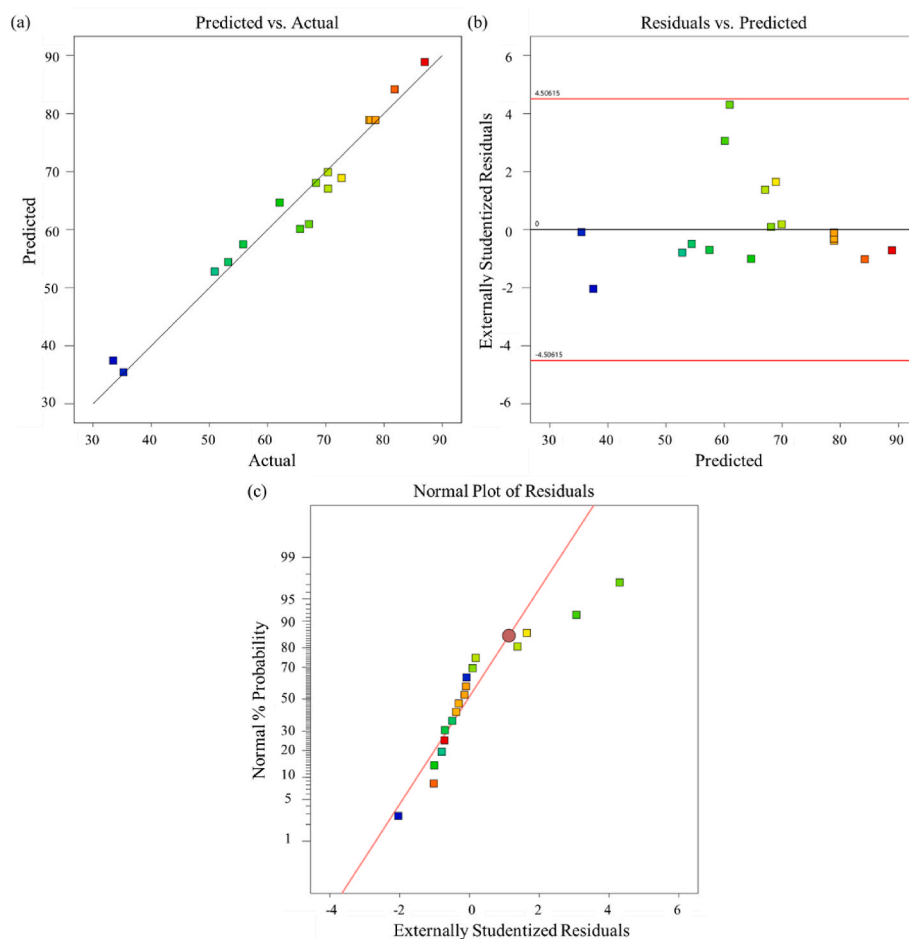 (a)
Predicted vs. Actual
90
80
70
60
50
40
30
Predicted
30 40 50 60 70 80 90
Actual
(b)
Residuals vs. Predicted
6
4
2
0
-2
-4
-6
4.50615
0
-4.50615
Externally Studentized Residuals
30 40 50 60 70 80 90
Predicted
(c)
Normal Plot of Residuals
99
95
90
80
70
50
30
20
10
5
1
Normal % Probability
-4 -2 0 2 4 6
Externally Studentized Residuals